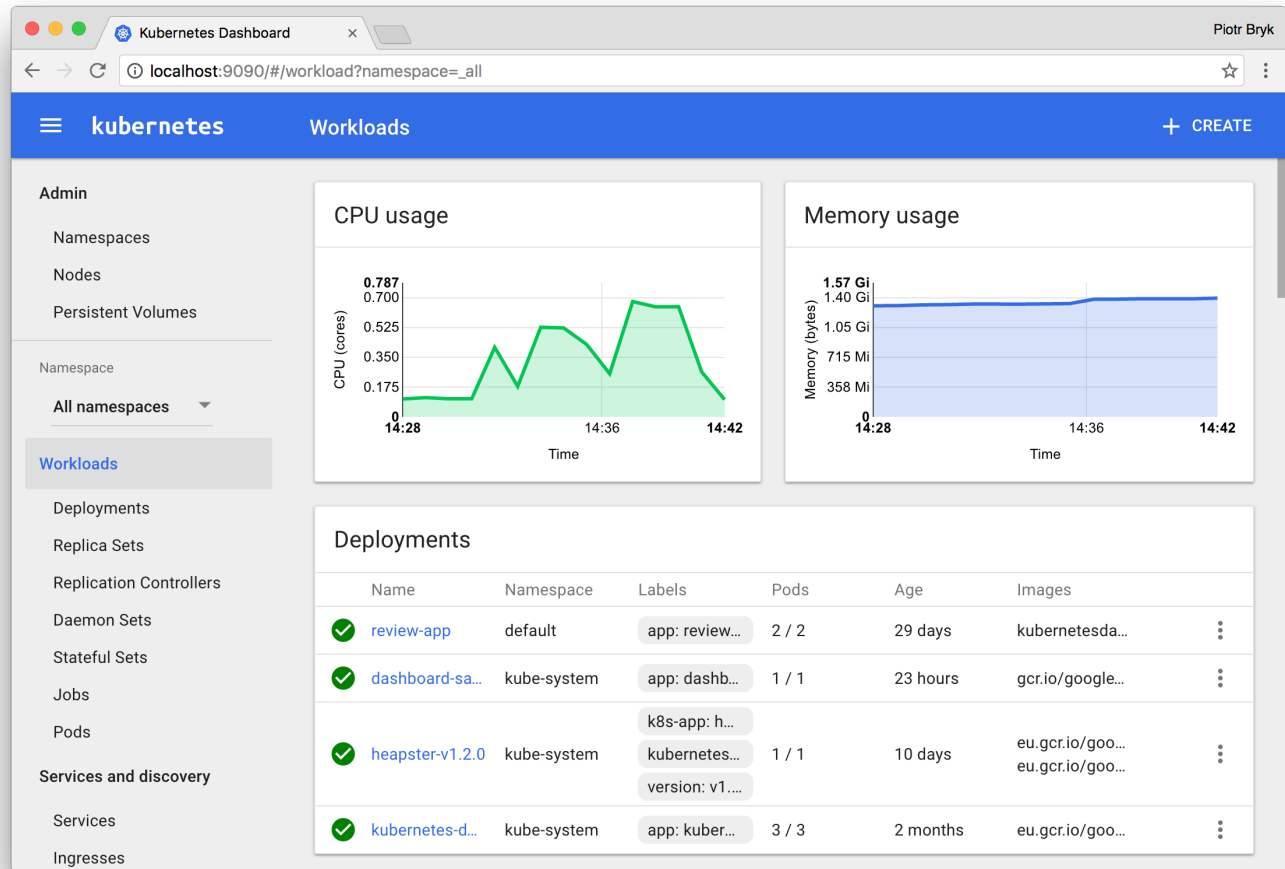 Kubernetes Dashboard
Piotr Bryk
localhost:9090/#/workload?namespace=_all
kubernetes
Workloads
CREATE
Admin
Namespaces
Nodes
Persistent Volumes
Namespace
All namespaces
Workloads
Deployments
Replica Sets
Replication Controllers
Daemon Sets
Stateful Sets
Jobs
Pods
Services and discovery
Services
Ingresses
CPU usage
CPU (cores)
0.787
0.700
0.525
0.350
0.175
0
14:28 14:36 14:42
Time
Memory usage
Memory (bytes)
1.57 Gi
1.40 Gi
1.05 Gi
715 Mi
358 Mi
0
14:28 14:36 14:42
Time
Deployments
Name Namespace Labels Pods Age Images
review-app default app: review... 2 / 2 29 days kubernetesda...
dashboard-sa... kube-system app: dashb... 1 / 1 23 hours gcr.io/google...
heapster-v1.2.0 kube-system k8s-app: h... 1 / 1 10 days eu.gcr.io/goo...
kubernetes... eu.gcr.io/goo...
version: v1....
kubernetes-d... kube-system app: kuber... 3 / 3 2 months eu.gcr.io/goo...